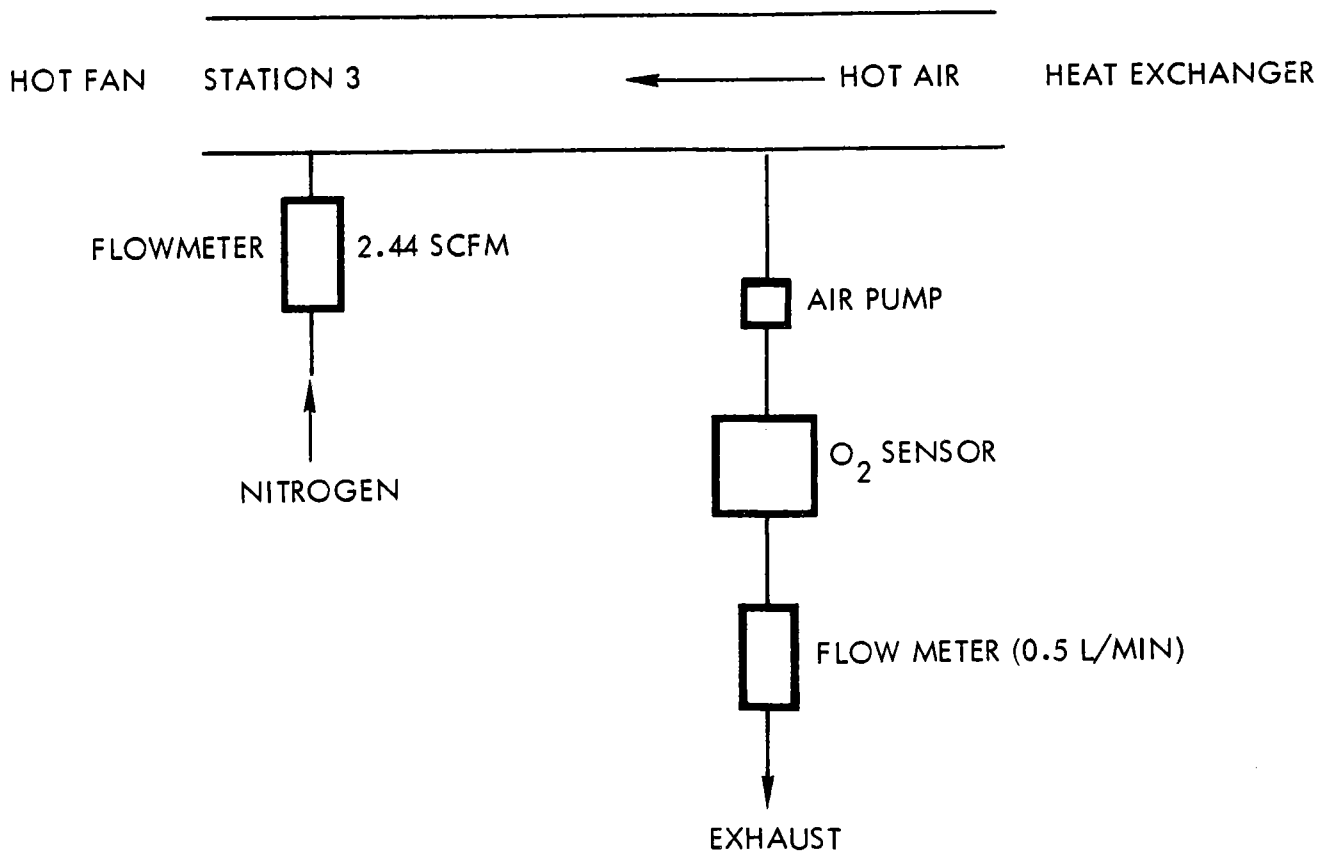 HOT FAN STATION 3 HOT AIR HEAT EXCHANGER
FLOWMETER 2.44 SCFM
AIR PUMP
O2 SENSOR
NITROGEN
FLOW METER (0.5 L/MIN)
EXHAUST